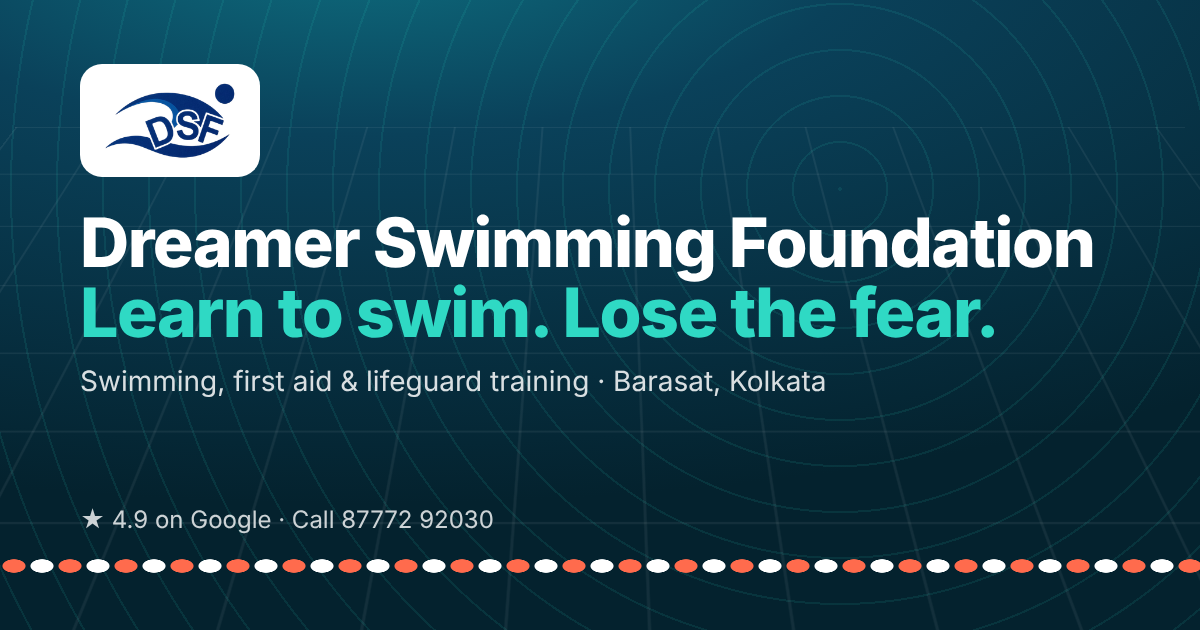 DSF
Dreamer Swimming Foundation
Learn to swim. Lose the fear.
Swimming, first aid & lifeguard training · Barasat, Kolkata
★ 4.9 on Google · Call 87772 92030